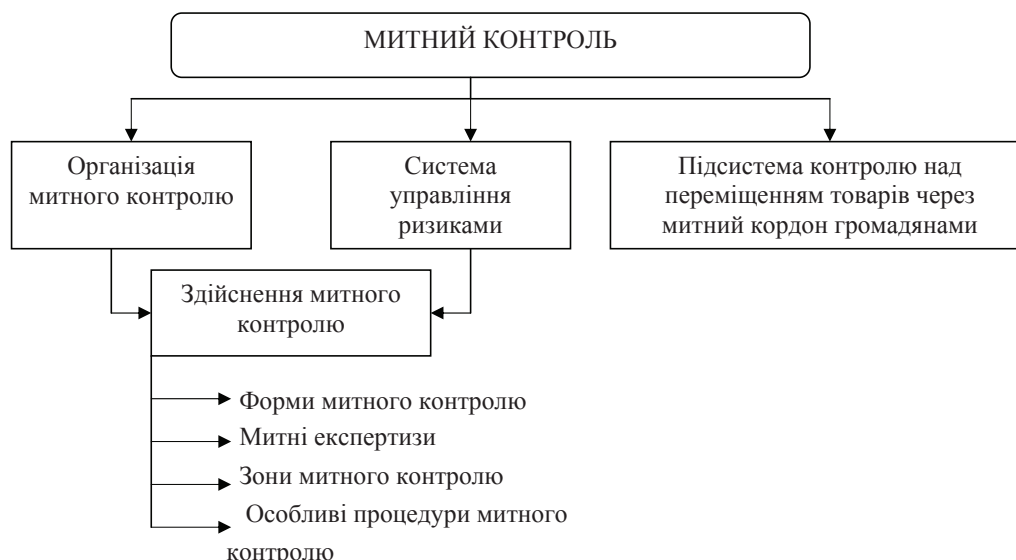 МИТНИЙ КОНТРОЛЬ
Організація
митного контролю
Система
управління
ризиками
Підсистема контролю над
переміщенням товарів через
митний кордон громадянами
Здійснення митного
контролю
Форми митного контролю
Митні експертизи
Зони митного контролю
Особливі процедури митного
контролю